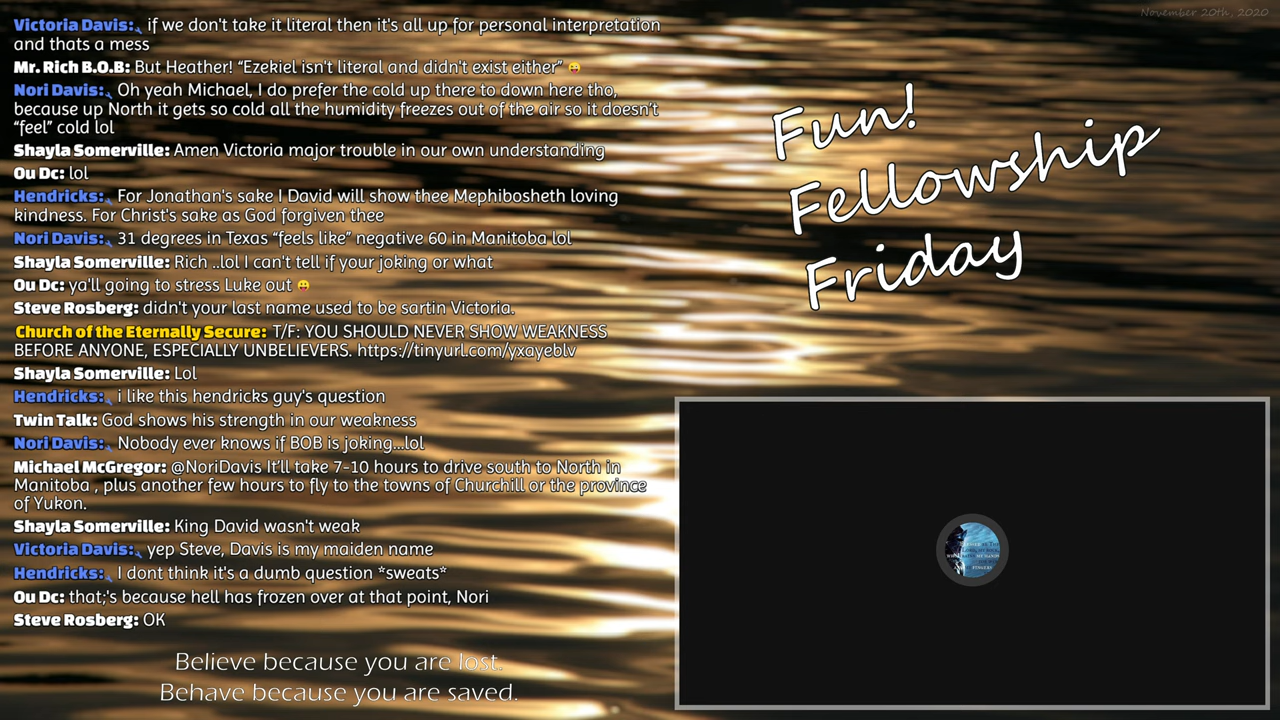 November 20th, 2020
Victoria Davis: if we don't take it literal then it's all up for personal interpretation
and thats a mess
Mr. Rich B.O.B: But Heather! “Ezekiel isn't literal and didn't exist either” 😛
Nori Davis: Oh yeah Michael, I do prefer the cold up there to down here tho,
because up North it gets so cold all the humidity freezes out of the air so it doesn’t
“feel” cold lol
Shayla Somerville: Amen Victoria major trouble in our own understanding
Ou Dc: lol
Hendricks: For Jonathan's sake I David will show thee Mephibosheth loving
kindness. For Christ's sake as God forgiven thee
Nori Davis: 31 degrees in Texas “feels like” negative 60 in Manitoba lol
Shayla Somerville: Rich ..lol I can't tell if your joking or what
Ou Dc: ya'll going to stress Luke out 😛
Steve Rosberg: didn't your last name used to be sartin Victoria.
Church of the Eternally Secure: T/F: YOU SHOULD NEVER SHOW WEAKNESS
BEFORE ANYONE, ESPECIALLY UNBELIEVERS. https://tinyurl.com/yxayeblv
Shayla Somerville: Lol
Hendricks: i like this hendricks guy's question
Twin Talk: God shows his strength in our weakness
Nori Davis: Nobody ever knows if BOB is joking...lol
Michael McGregor: @NoriDavis It’ll take 7-10 hours to drive south to North in
Manitoba , plus another few hours to fly to the towns of Churchill or the province
of Yukon.
Shayla Somerville: King David wasn't weak
Victoria Davis: yep Steve, Davis is my maiden name
Hendricks: I dont think it's a dumb question *sweats*
Ou Dc: that;'s because hell has frozen over at that point, Nori
Steve Rosberg: OK
Believe because you are lost.
Behave because you are saved.
Fun!
Fellowship
Friday